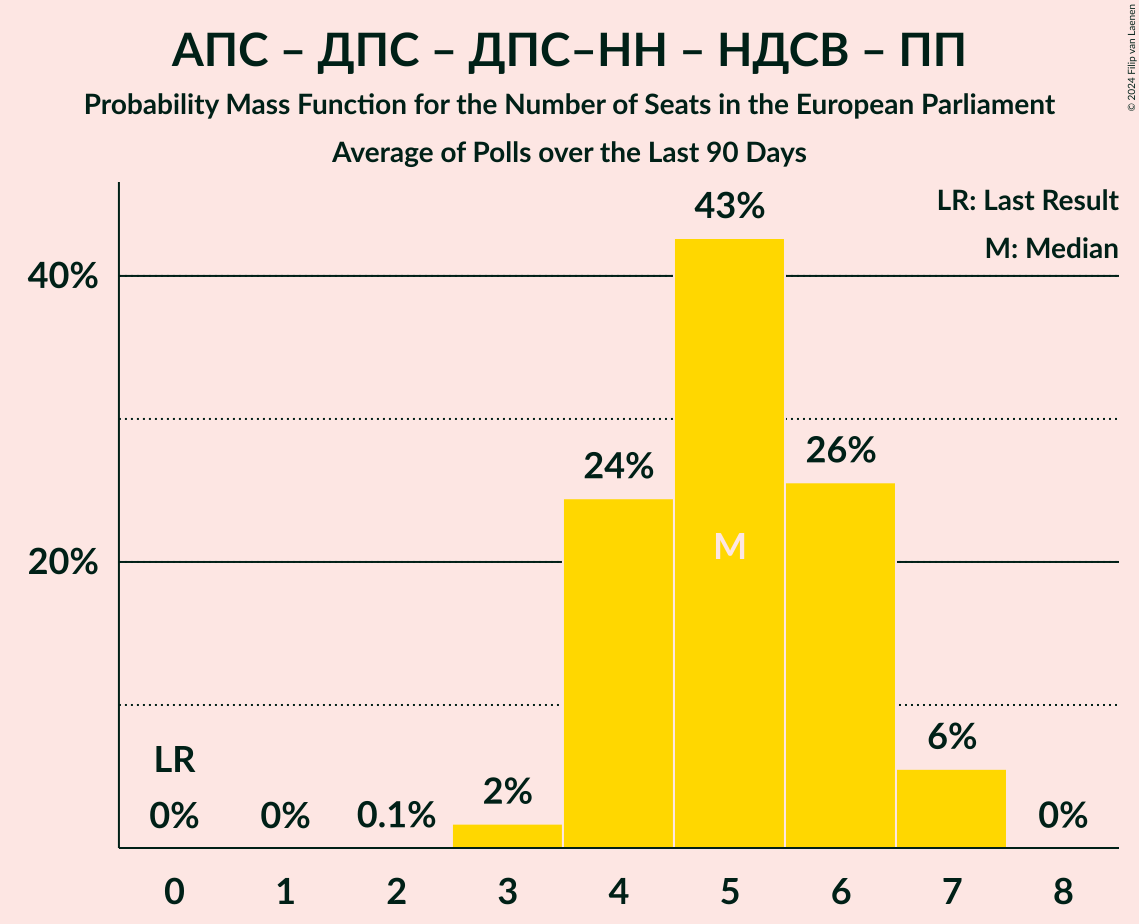 АПС – ДПС – ДПС–НН – НДСВ – ПП
Probability Mass Function for the Number of Seats in the European Parliament
Average of Polls over the Last 90 Days
© 2024 Filip van Laenen
LR: Last Result
M: Median
43%
40%
26%
24%
M
20%
6%
LR
2%
0% 0% 0.1% 0%
0 1 2 3 4 5 6 7 8